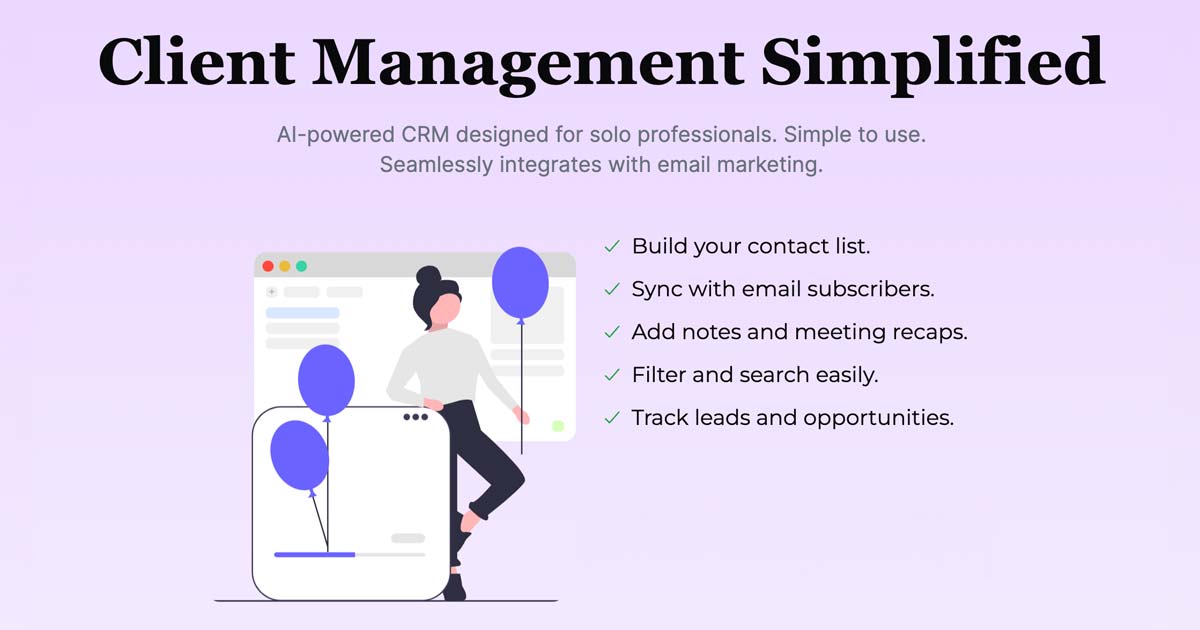 Client Management Simplified
AI-powered CRM designed for solo professionals. Simple to use.
Seamlessly integrates with email marketing.
Build your contact list.
Sync with email subscribers.
Add notes and meeting recaps.
Filter and search easily.
Track leads and opportunities.